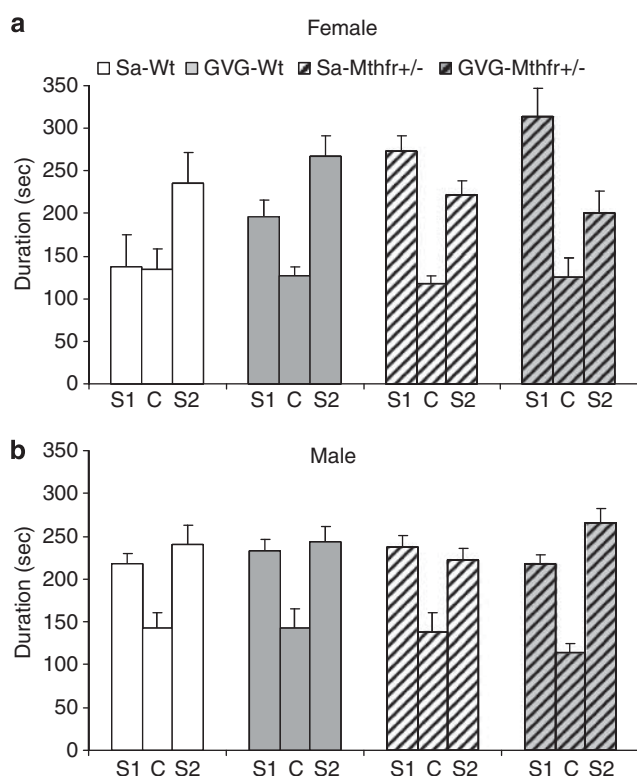 a
Female
Sa-Wt GVG-Wt Sa-Mthfr+/- GVG-Mthfr+/-
350
300
250
200
150
100
50
0
Duration (sec)
S1 C S2 S1 C S2 S1 C S2 S1 C S2
b
Male
350
300
250
200
150
100
50
0
Duration (sec)
S1 C S2 S1 C S2 S1 C S2 S1 C S2